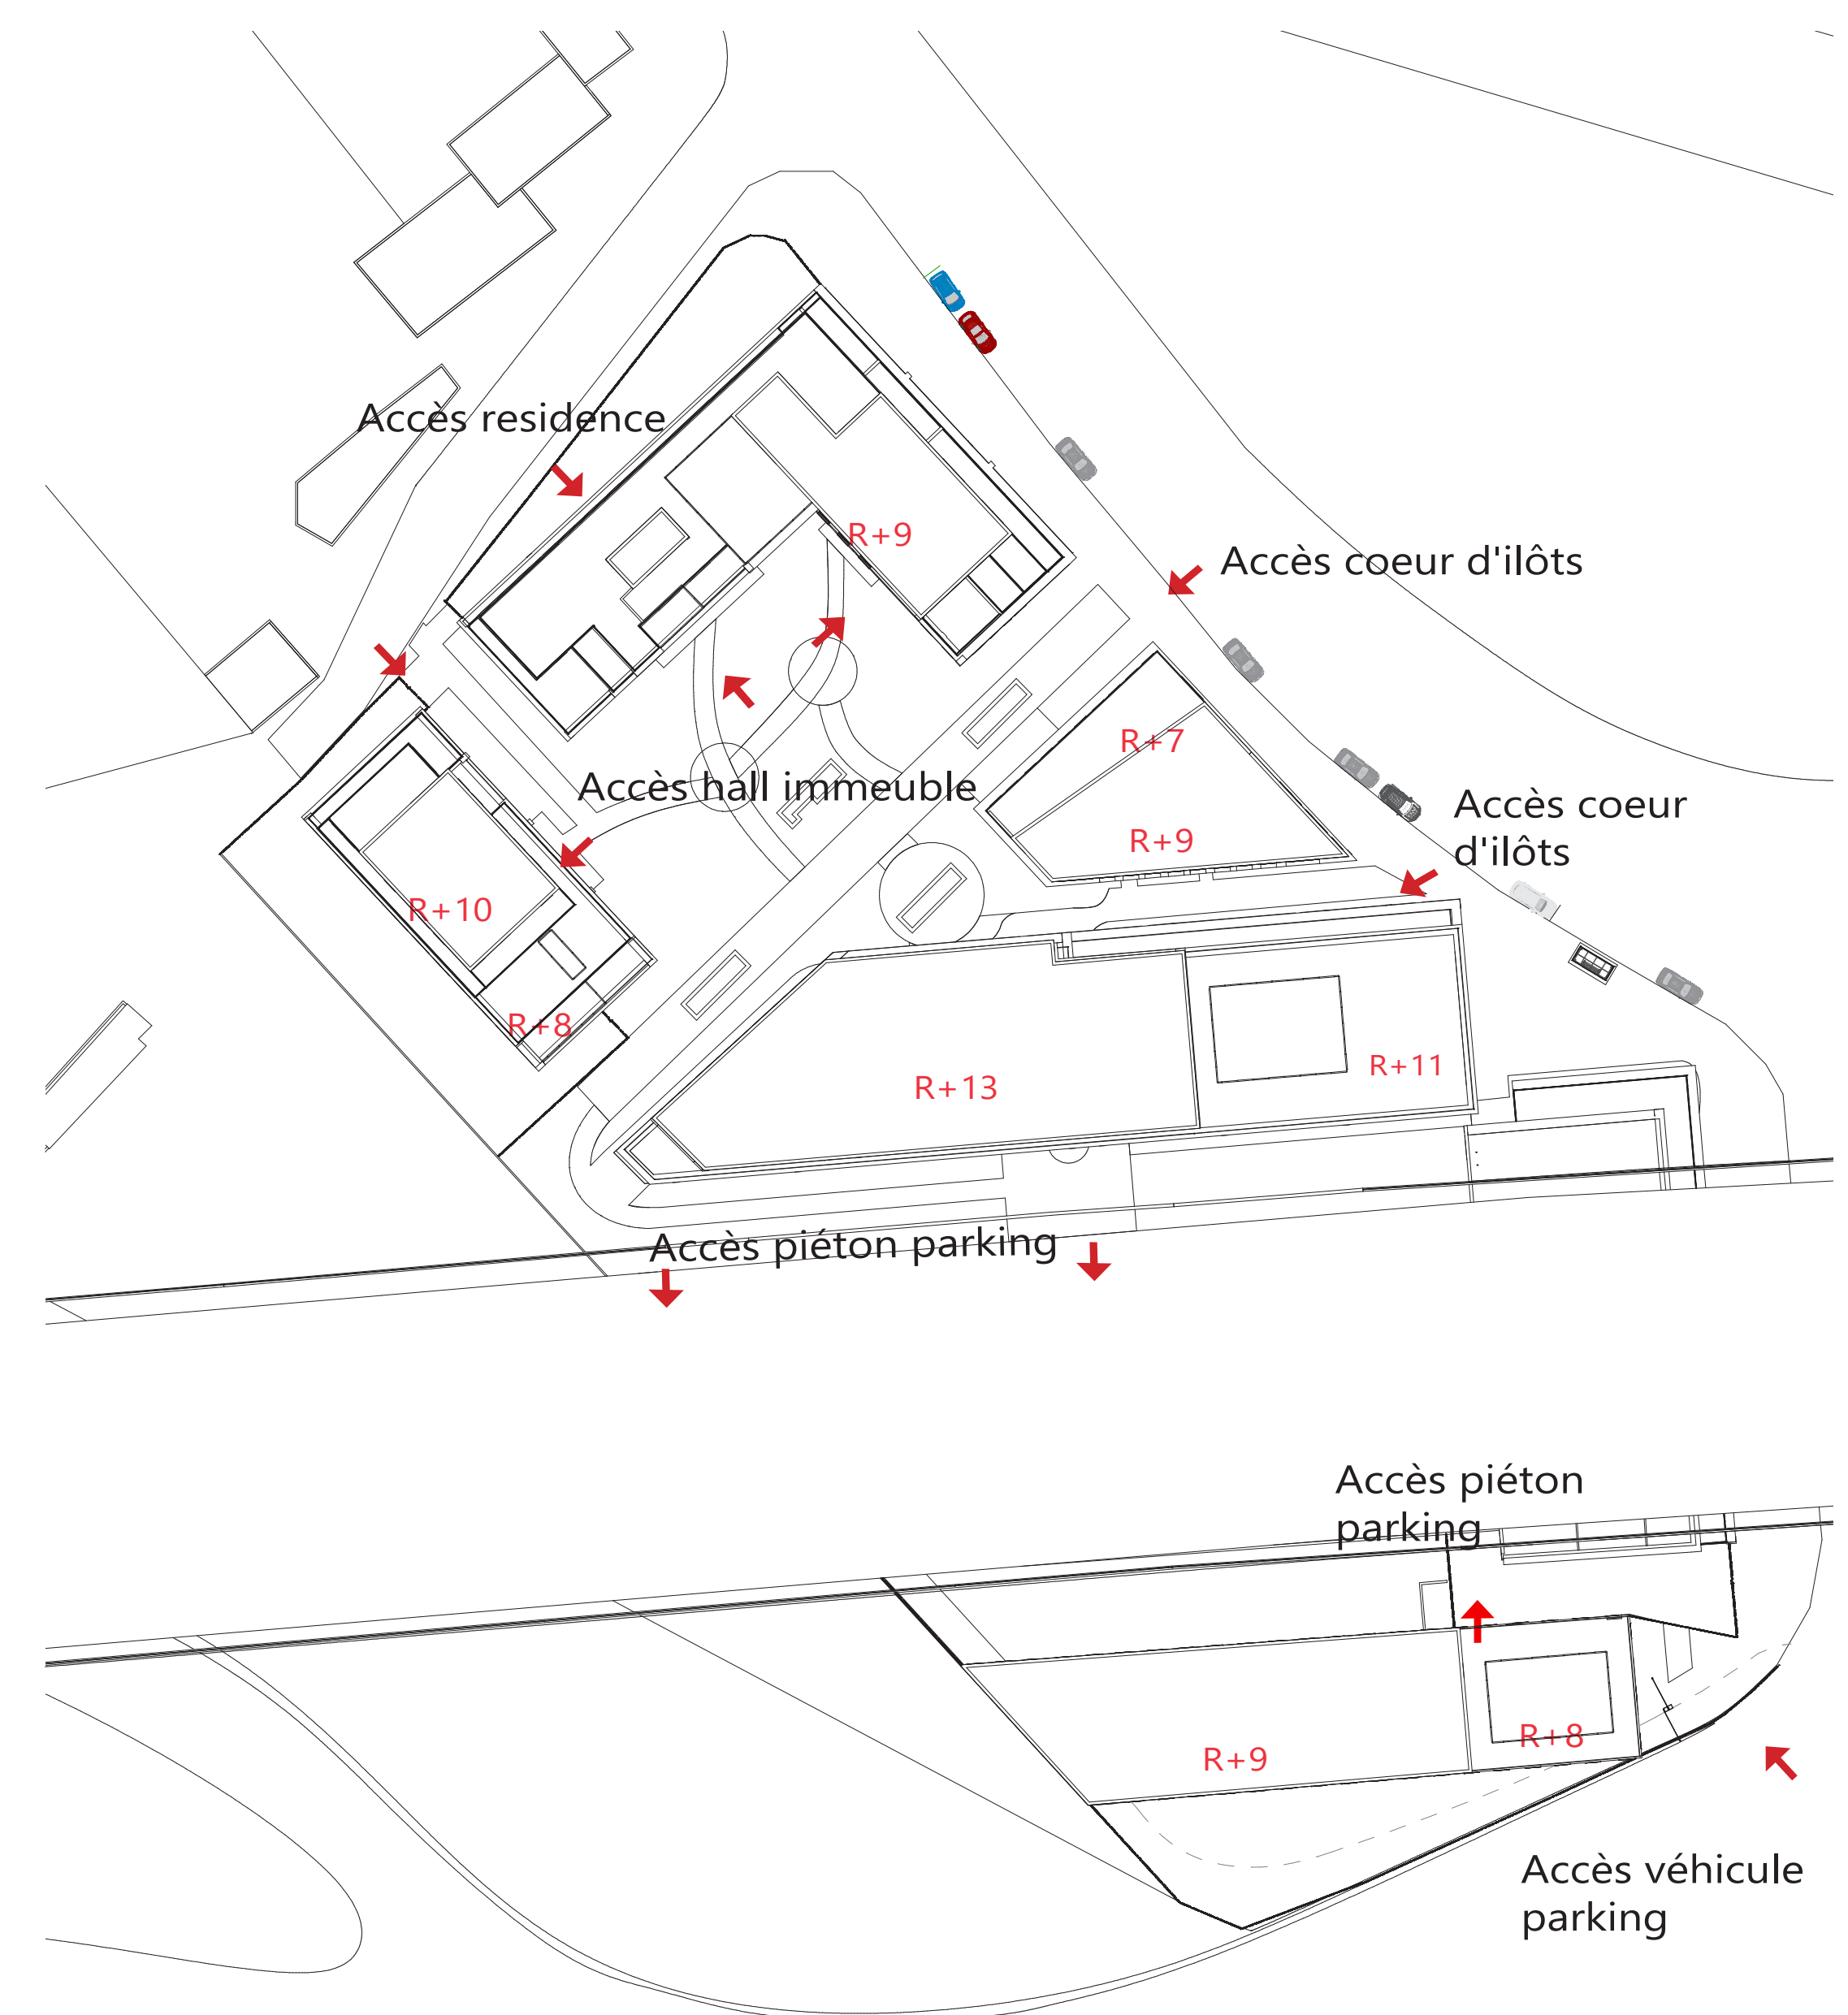 Accès residence
R+9
Accès coeur d'ilôts
R+7
Accès hall immeuble
Accès coeur
d'ilôts
R+9
R+10
R+8
R+11
R+13
Accès piéton parking
Accès piéton
parking
R+8
R+9
Accès véhicule
parking